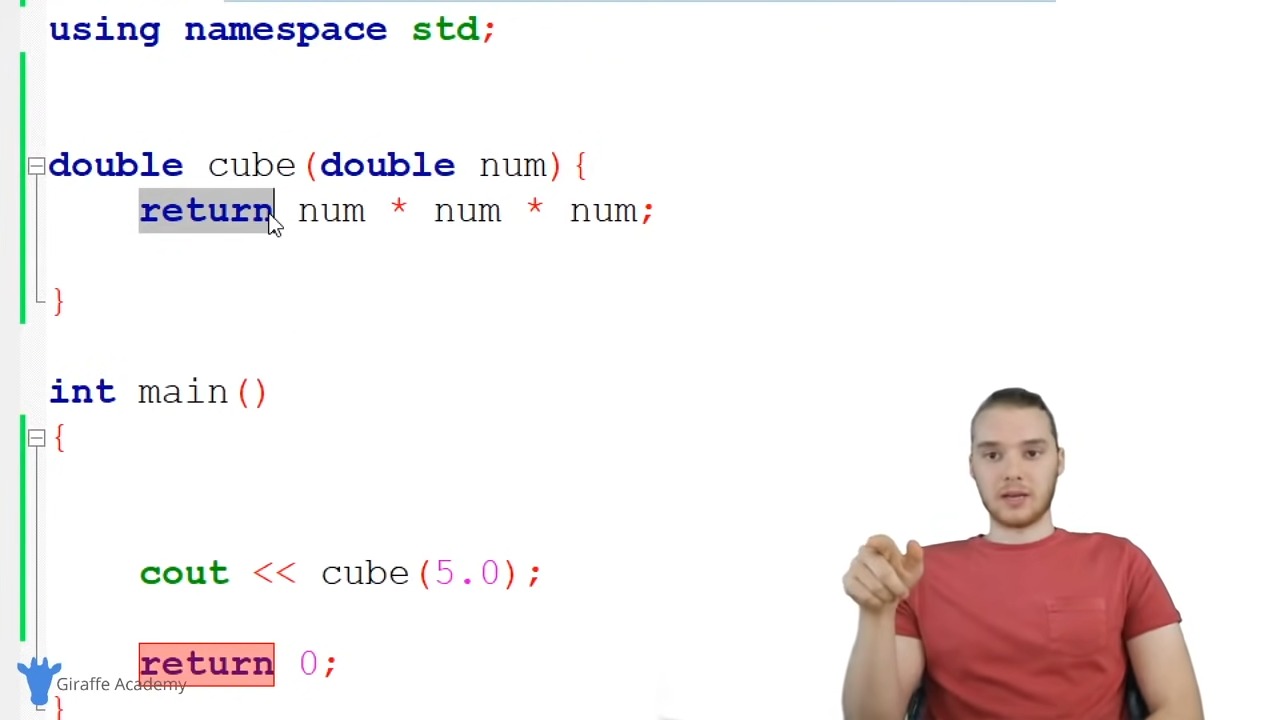 using namespace std;
double cube(double num){
return num * num * num;
}
int main()
{
cout << cube(5.0);
return 0;
Giraffe Academy
}